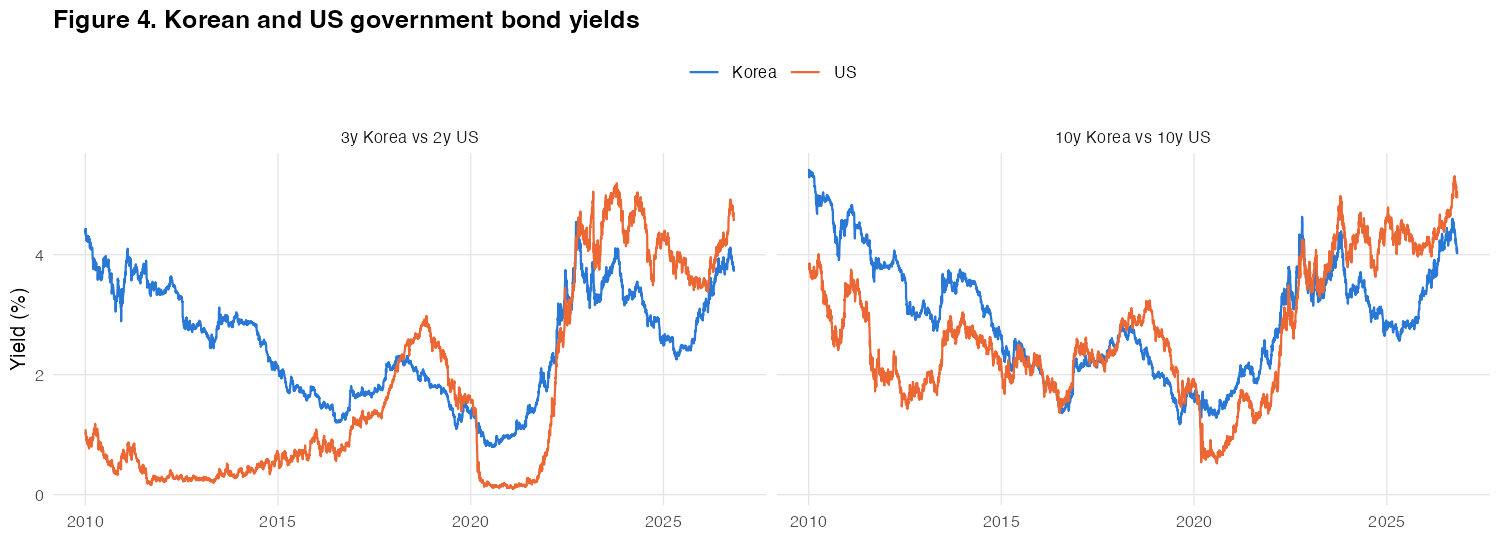 Figure 4. Korean and US government bond yields
Korea US
3y Korea vs 2y US
10y Korea vs 10y US
Yield (%)
4
2
0
2010 2015 2020 2025
2010 2015 2020 2025